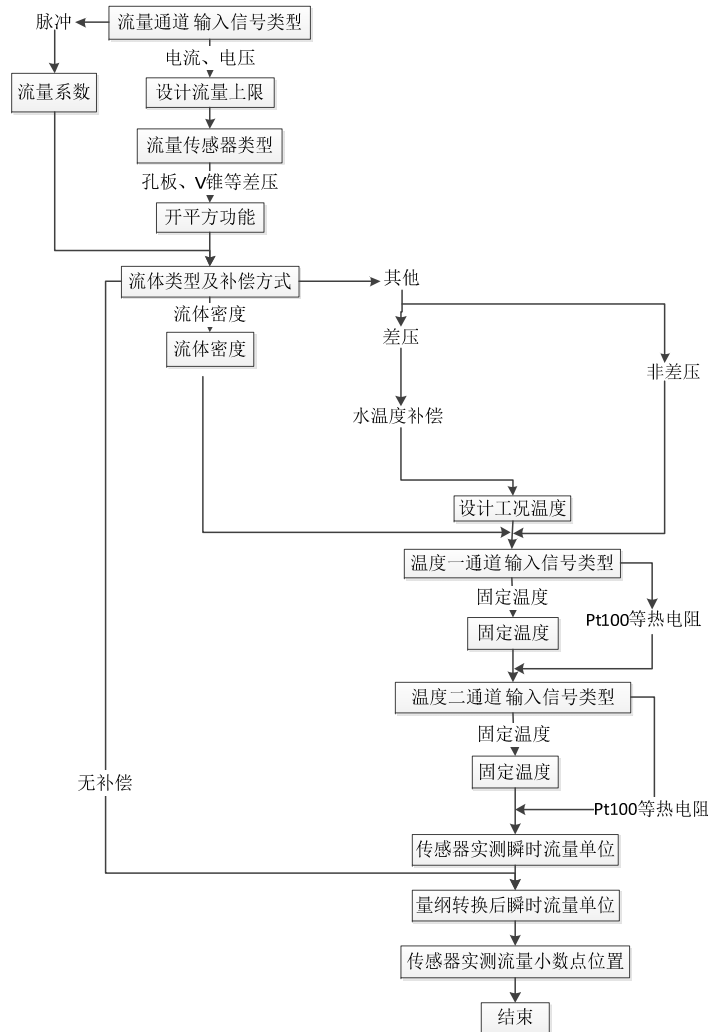 脉冲
流量通道 输入信号类型
电流、电压
流量系数
设计流量上限
流量传感器类型
孔板、V锥等差压
开平方功能
流体类型及补偿方式
其他
流体密度
流体密度
差压
非差压
水温度补偿
设计工况温度
温度一通道 输入信号类型
固定温度
Pt100等热电阻
固定温度
温度二通道 输入信号类型
固定温度
固定温度
无补偿
Pt100等热电阻
传感器实测瞬时流量单位
量纲转换后瞬时流量单位
传感器实测流量小数点位置
结束